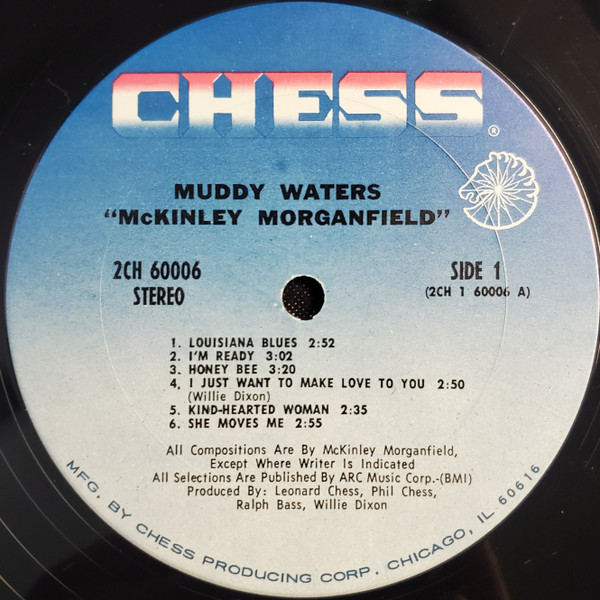 CHESS
®
MUDDY WATERS
"McKINLEY MORGANFIELD"
2CH 60006
STEREO
SIDE 1
(2CH 1 60006 A)
1. LOUISIANA BLUES 2:52
2. I'M READY 3:02
3. HONEY BEE 3:20
4. I JUST WANT TO MAKE LOVE TO YOU 2:50
(Willie Dixon)
5. KIND-HEARTED WOMAN 2:35
6. SHE MOVES ME 2:55
All Compositions Are By McKinley Morganfield,
Except Where Writer Is Indicated
All Selections Are Published By ARC Music Corp.-(BMI)
Produced By: Leonard Chess, Phil Chess,
Ralph Bass, Willie Dixon
MFG. BY CHESS PRODUCING CORP. CHICAGO, IL 60616